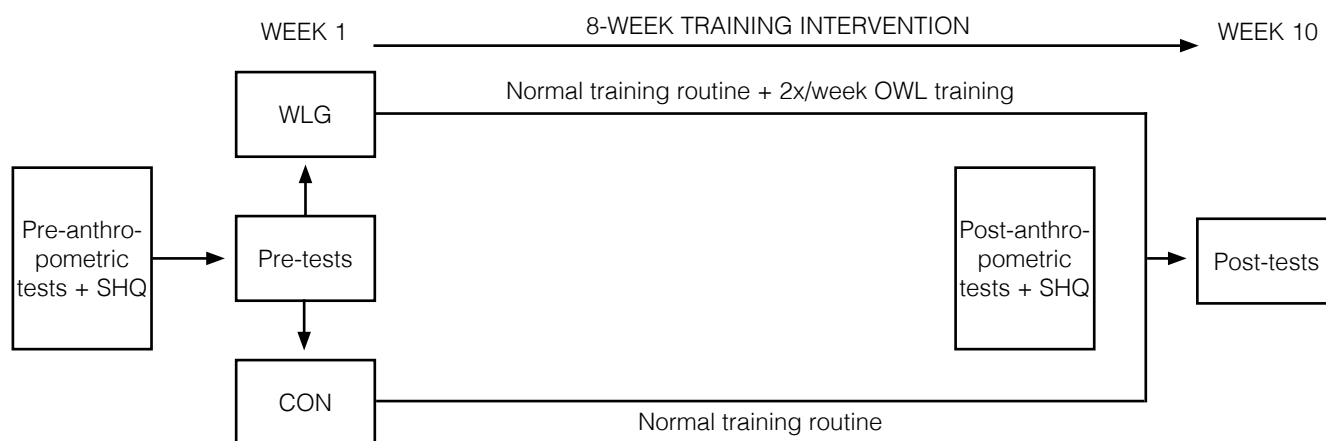 WEEK 1
8-WEEK TRAINING INTERVENTION
WEEK 10
Normal training routine + 2x/week OWL training
WLG
Pre-anthro-
pometric
tests + SHQ
Pre-tests
Post-anthro-
pometric
tests + SHQ
Post-tests
CON
Normal training routine